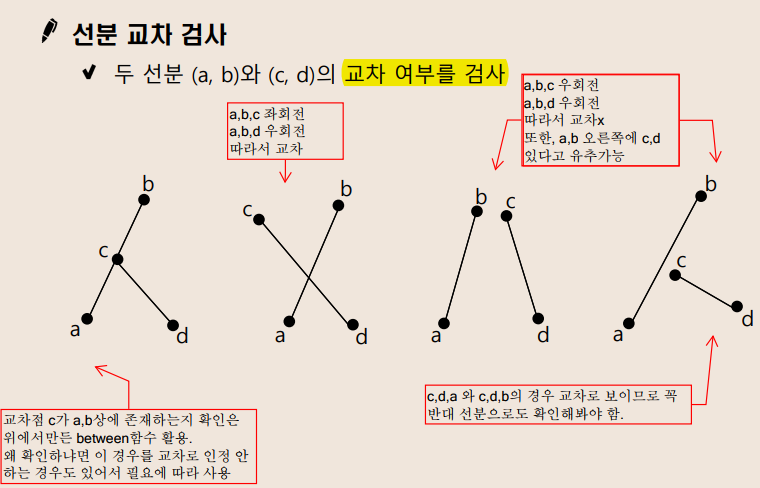 선분 교차 검사
두 선분 (a, b)와 (c, d)의 교차 여부를 검사
a,b,c 좌회전
a,b,d 우회전
따라서 교차
a,b,c 우회전
a,b,d 우회전
따라서 교차x
또한, a,b 오른쪽에 c,d
있다고 유추가능
b
c
a
d
b
c
a
d
b
c
a
d
b
c
a
d
교차점 c가 a,b상에 존재하는지 확인은
위에서만든 between함수 활용.
왜 확인하냐면 이 경우를 교차로 인정 안
하는 경우도 있어서 필요에 따라 사용
c,d,a 와 c,d,b의 경우 교차로 보이므로 꼭
반대 선분으로도 확인해봐야 함.